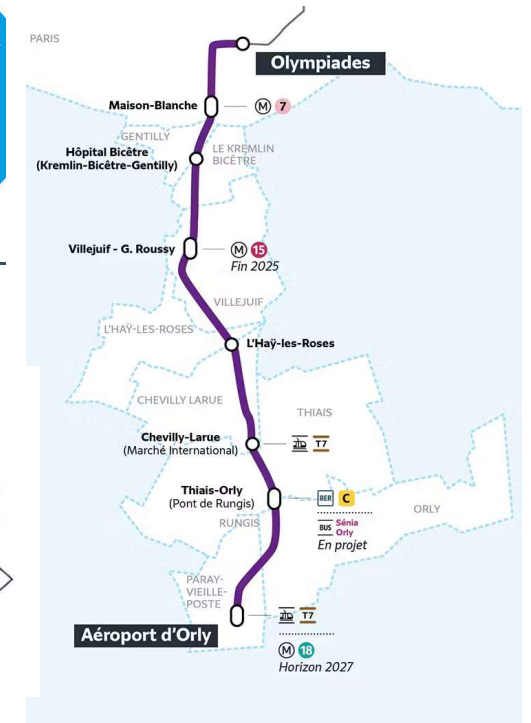 PARIS
Olympiades
Maison-Blanche
M 7
GENTILLY
Hôpital Bicêtre
(Kremlin-Bicêtre-Gentilly)
LE KREMLIN
BICÊTRE
Villejuif - G. Roussy
M 15
Fin 2025
VILLEJUIF
L'HAŸ-LES-ROSES
L'Haÿ-les-Roses
CHEVILLY LARUE
THIAIS
Chevilly-Larue
(Marché International)
T7
Thiais-Orly
(Pont de Rungis)
RER C
ORLY
RUNGIS
BUS Sénia
Orly
En projet
PARAY-
VIEILLE-
POSTE
T7
Aéroport d'Orly
M 18
Horizon 2027